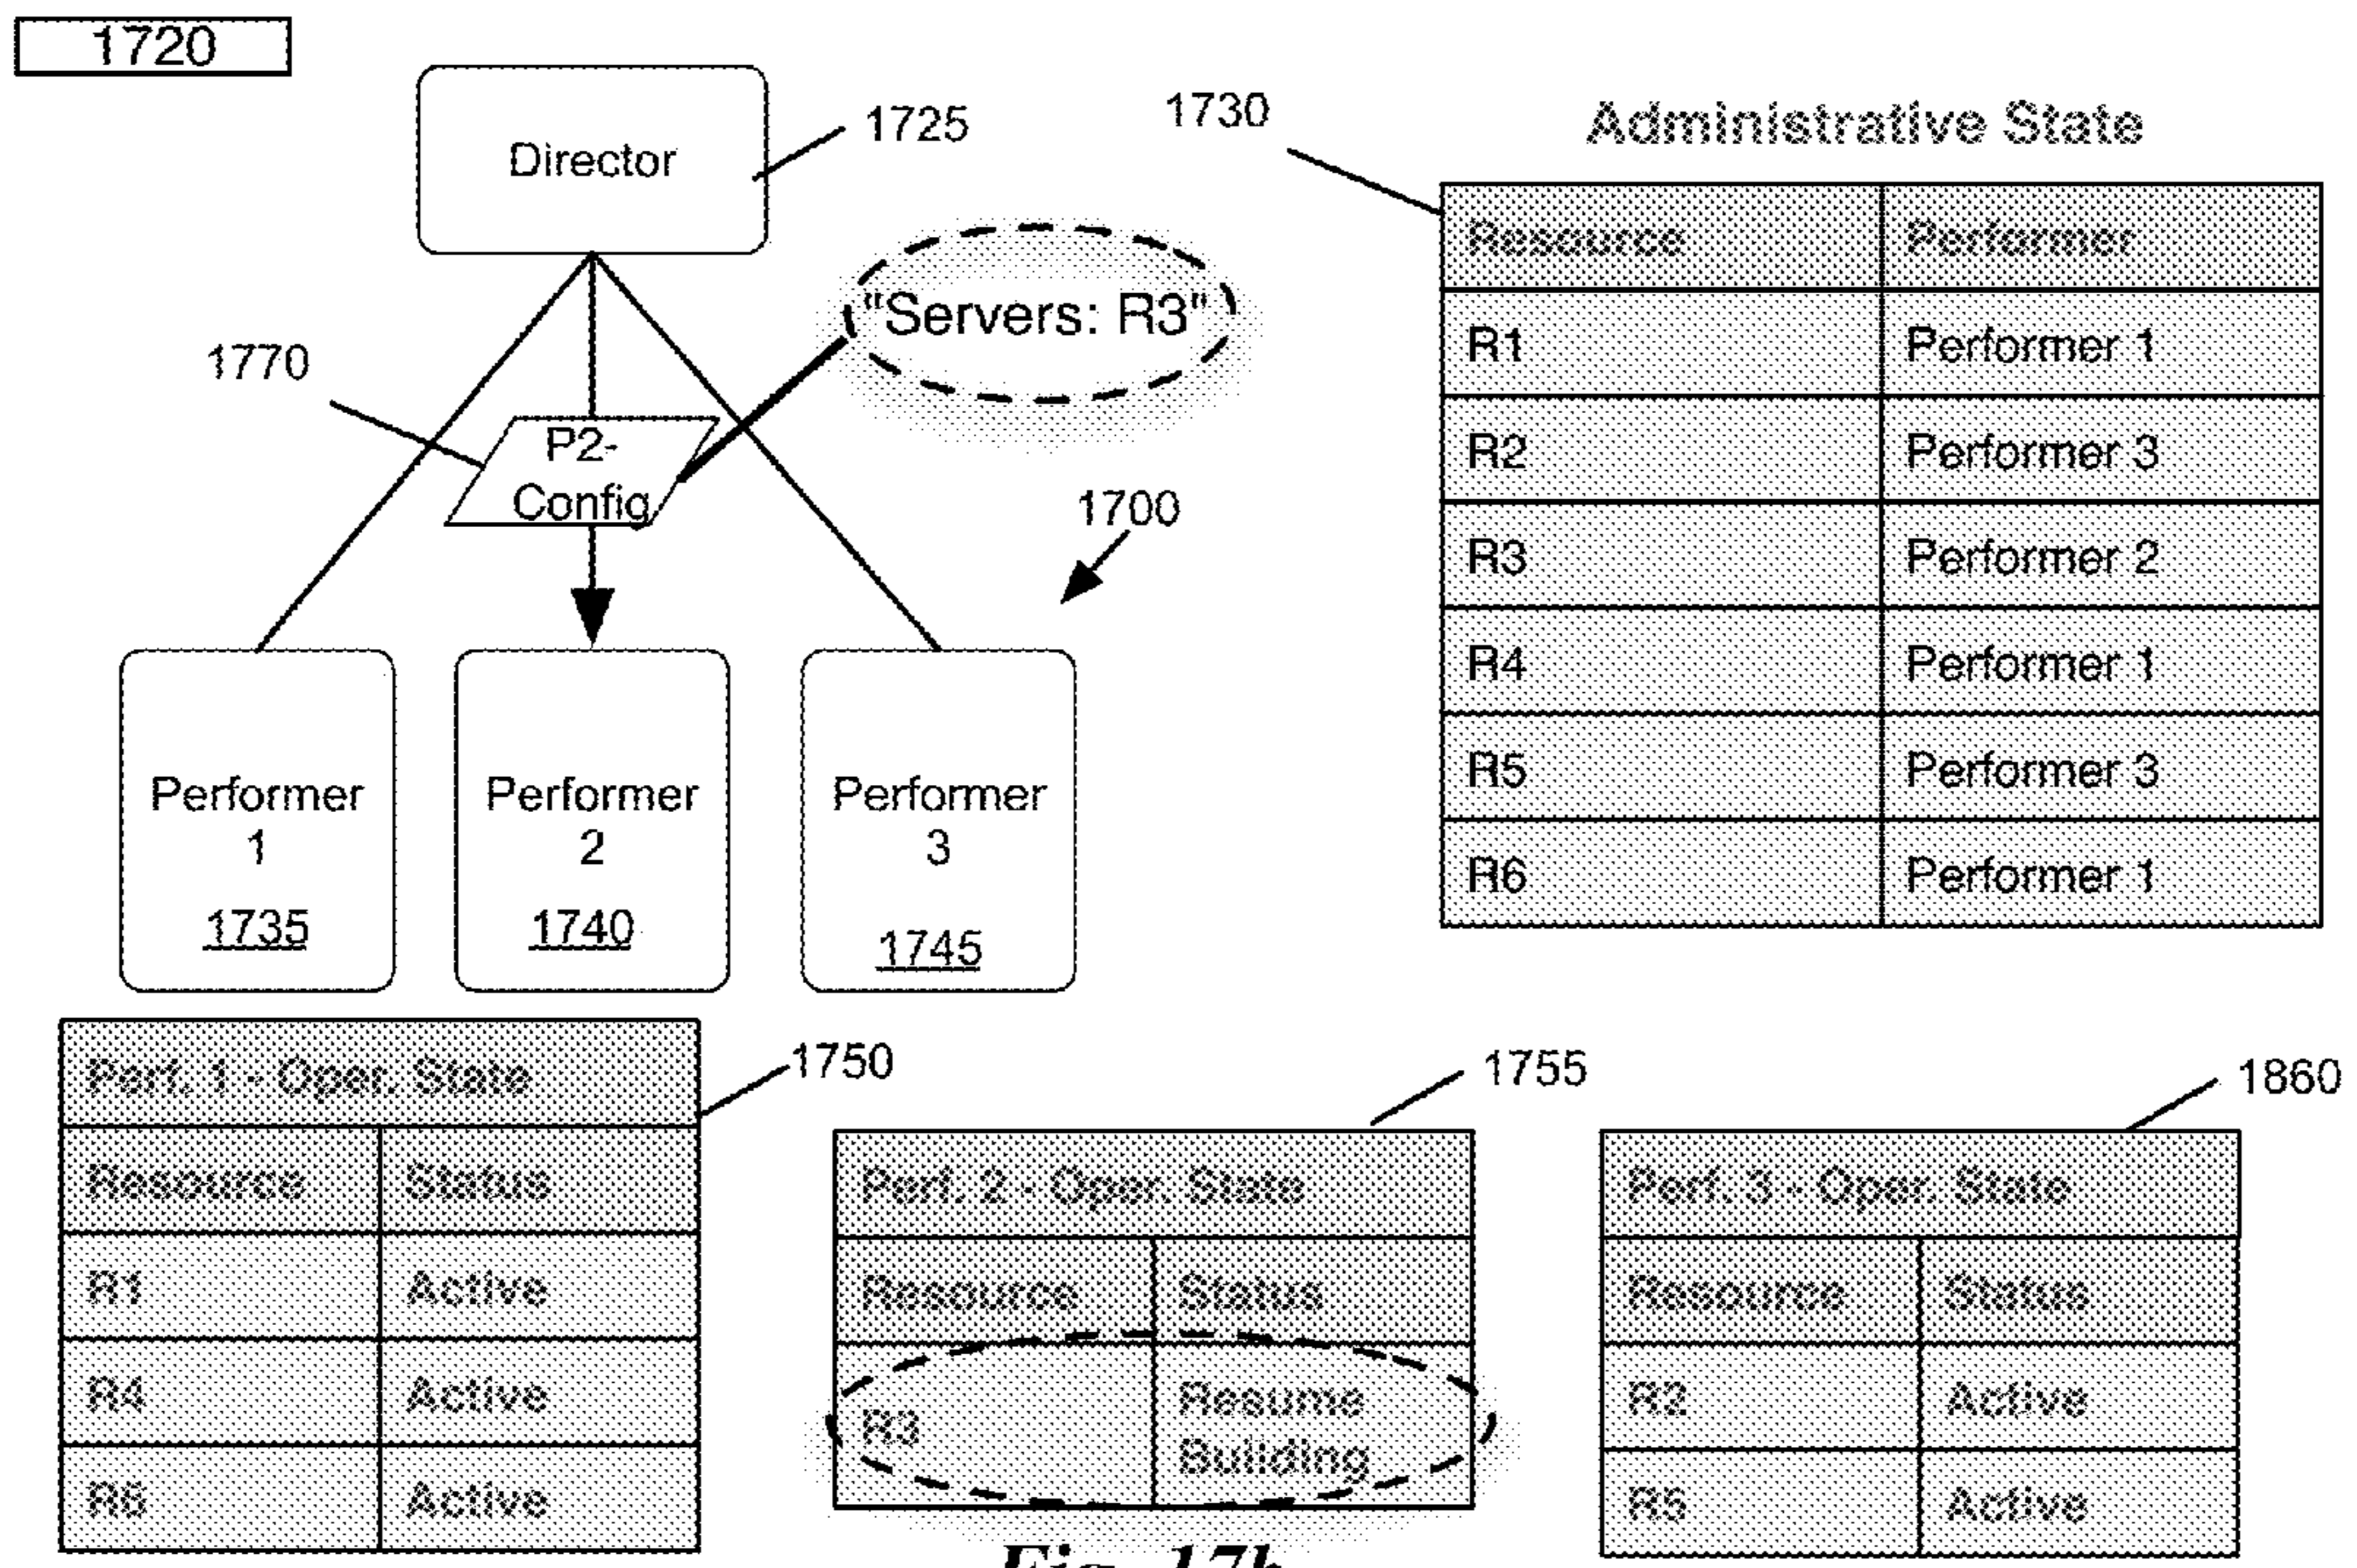 1720
Director
1725
1730
Administrative State
"Servers: R3"
1770
P2-
Config
1700
Resource Performer
R1 Performer 1
R2 Performer 3
R3 Performer 2
R4 Performer 1
R5 Performer 3
R6 Performer 1
Performer
1
1735
Performer
2
1740
Performer
3
1745
Perf. 1 - Oper. State
1750
Resource Status
R1 Active
R4 Active
R6 Active
1755
Perf. 2 - Oper. State
Resource Status
R3 Resume
Building
1860
Perf. 3 - Oper. State
Resource Status
R2 Active
R5 Active